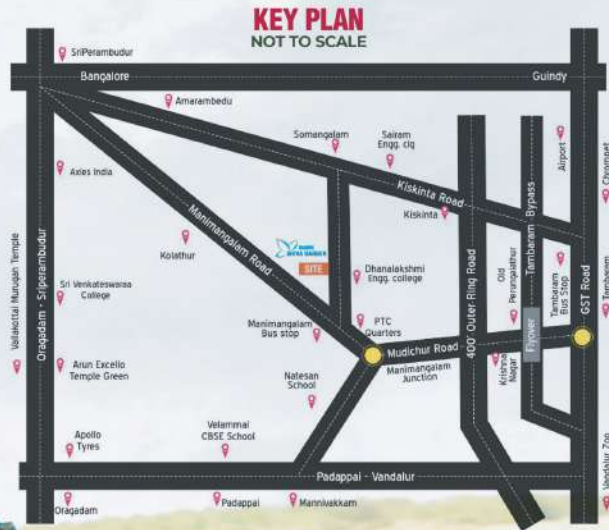 KEY PLAN
NOT TO SCALE
SriPerambudur
Bangalore
Guindy
Amarambedu
Somangalam
Sairam
Engg. clg
Airport
Chrompet
Axles India
Kiskinta Road
Kiskinta
Tambaram Bypass
Manimangalam Road
Vallakottai Murugan Temple
Oragadam - Sriperambudur
Kolathur
SITE
Dhanalakshmi
Engg. college
400' Outer Ring Road
Old
Perungalathur
Tambaram
Bus Stop
GST Road
Tambaram
Sri Venkateswaraa
College
Manimangalam
Bus stop
PTC
Quarters
Mudichur Road
Flyover
Manimangalam
Junction
Krishna
Nagar
Arun Excello
Temple Green
Natesan
School
Apollo
Tyres
Velammal
CBSE School
Padappai - Vandalur
Vandalur Zoo
Oragadam
Padappai
Mannivakkam